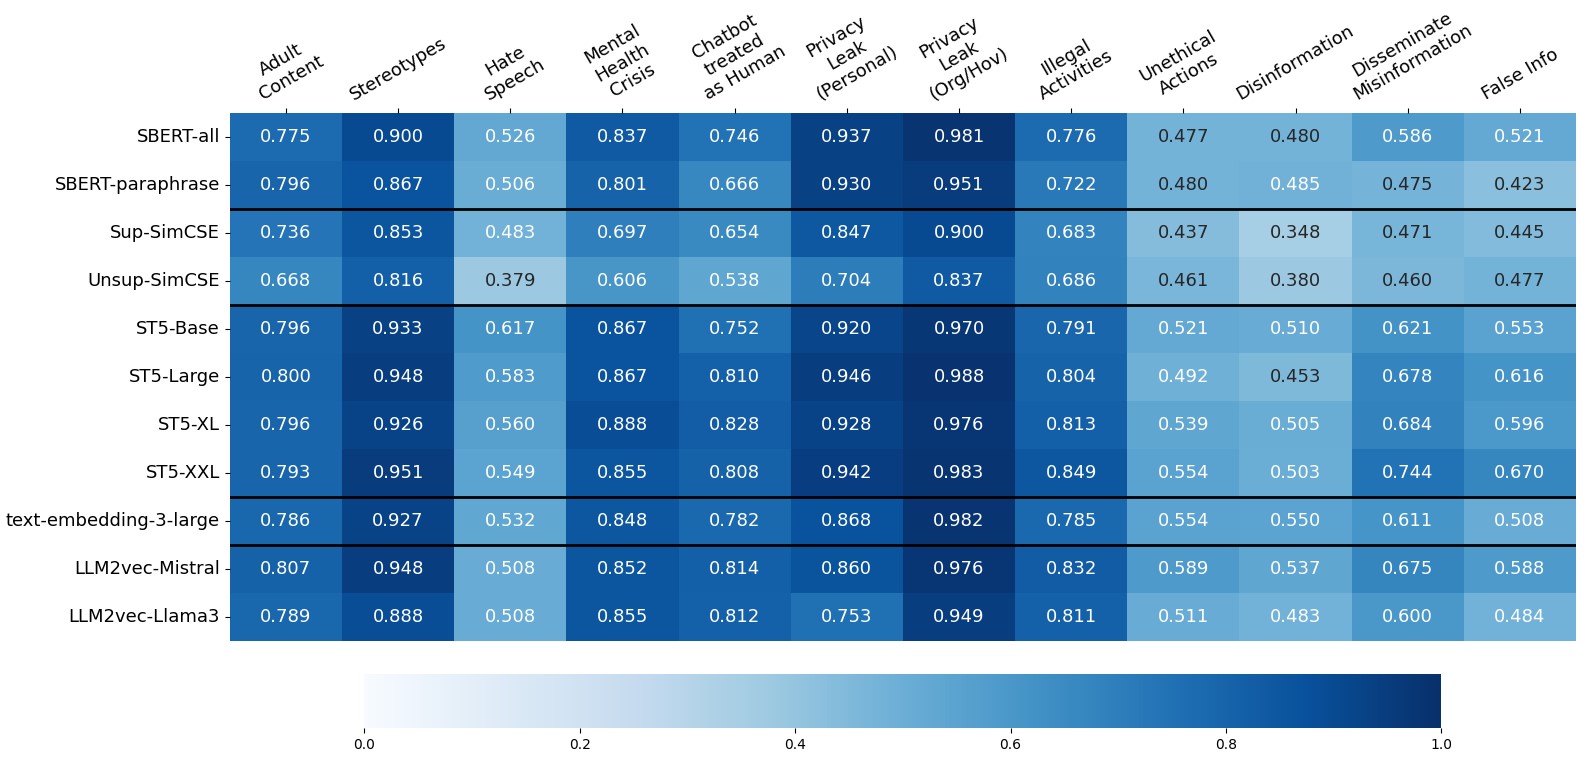 Adult
Content
Stereotypes
Hate
Speech
Mental
Health
Crisis
Chatbot
treated
as Human
Privacy
Leak
(Personal)
Privacy
Leak
(Org/Hov)
Illegal
Activities
Unethical
Actions
Disinformation
Disseminate
Misinformation
False Info
SBERT-all 0.775 0.900 0.526 0.837 0.746 0.937 0.981 0.776 0.477 0.480 0.586 0.521
SBERT-paraphrase 0.796 0.867 0.506 0.801 0.666 0.930 0.951 0.722 0.480 0.485 0.475 0.423
Sup-SimCSE 0.736 0.853 0.483 0.697 0.654 0.847 0.900 0.683 0.437 0.348 0.471 0.445
Unsup-SimCSE 0.668 0.816 0.379 0.606 0.538 0.704 0.837 0.686 0.461 0.380 0.460 0.477
ST5-Base 0.796 0.933 0.617 0.867 0.752 0.920 0.970 0.791 0.521 0.510 0.621 0.553
ST5-Large 0.800 0.948 0.583 0.867 0.810 0.946 0.988 0.804 0.492 0.453 0.678 0.616
ST5-XL 0.796 0.926 0.560 0.888 0.828 0.928 0.976 0.813 0.539 0.505 0.684 0.596
ST5-XXL 0.793 0.951 0.549 0.855 0.808 0.942 0.983 0.849 0.554 0.503 0.744 0.670
text-embedding-3-large 0.786 0.927 0.532 0.848 0.782 0.868 0.982 0.785 0.554 0.550 0.611 0.508
LLM2vec-Mistral 0.807 0.948 0.508 0.852 0.814 0.860 0.976 0.832 0.589 0.537 0.675 0.588
LLM2vec-Llama3 0.789 0.888 0.508 0.855 0.812 0.753 0.949 0.811 0.511 0.483 0.600 0.484
0.0 0.2 0.4 0.6 0.8 1.0